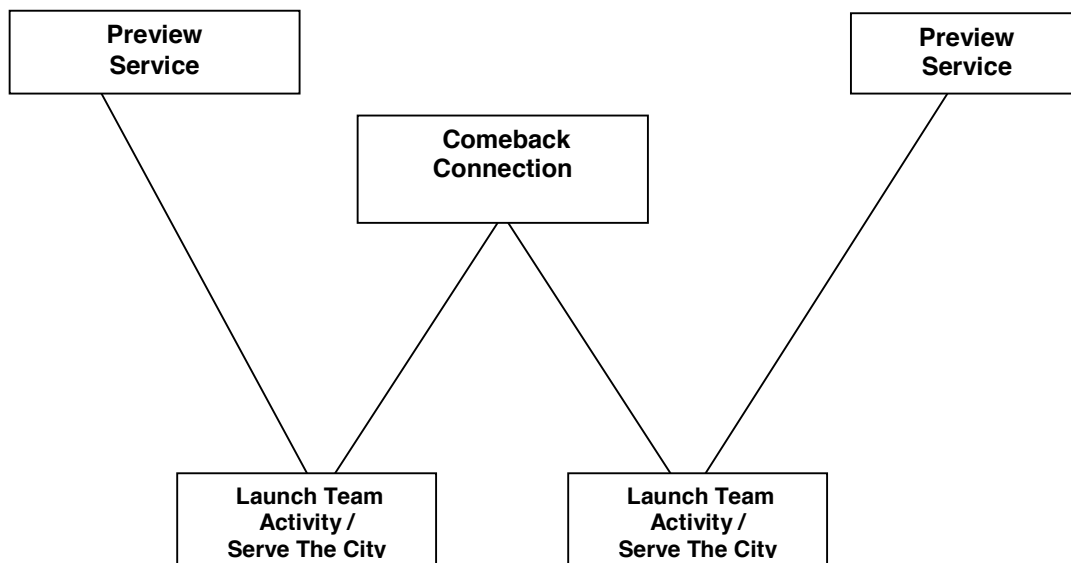 Preview
Service
Preview
Service
Comeback
Connection
Launch Team
Activity /
Serve The City
Launch Team
Activity /
Serve The City